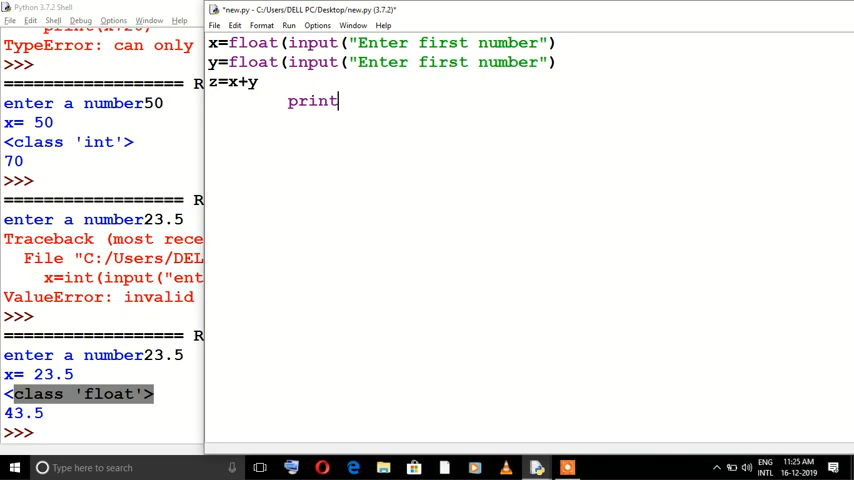 Python 3.7.2 Shell
File Edit Shell Debug Options Window Help
TypeError: can only
>>>
================== R
enter a number50
x= 50
<class 'int'>
70
>>>
================== R
enter a number23.5
Traceback (most rece
File "C:/Users/DEL
x=int(input("ent
ValueError: invalid
>>>
================== R
enter a number23.5
x= 23.5
<class 'float'>
43.5
>>>
*new.py - C:/Users/DELL PC/Desktop/new.py (3.7.2)*
File Edit Format Run Options Window Help
x=float(input("Enter first number")
y=float(input("Enter first number")
z=x+y
print
Type here to search
ENG
INTL
11:25 AM
16-12-2019